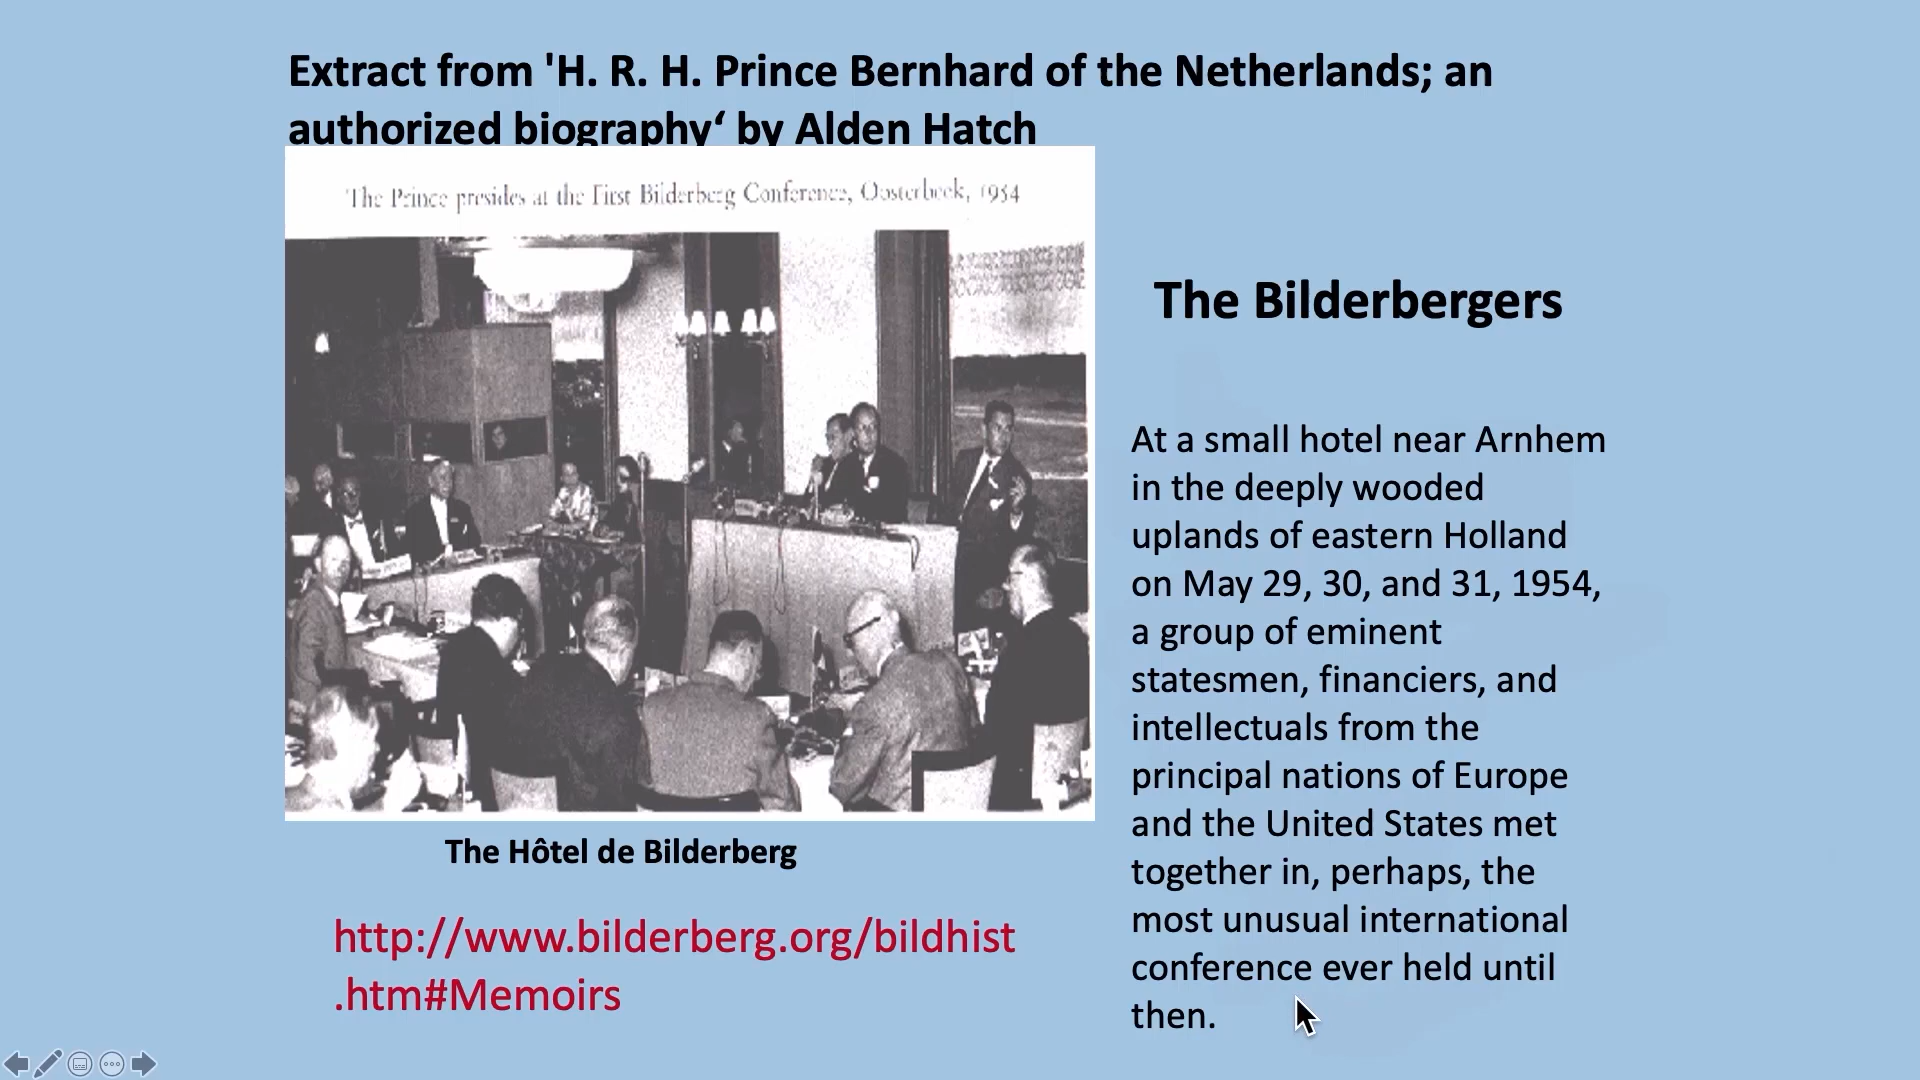 Extract from 'H. R. H. Prince Bernhard of the Netherlands; an
authorized biography‘ by Alden Hatch
The Prince presides at the First Bilderberg Conference, Oosterbeek, 1954
The Bilderbergers
At a small hotel near Arnhem
in the deeply wooded
uplands of eastern Holland
on May 29, 30, and 31, 1954,
a group of eminent
statesmen, financiers, and
intellectuals from the
principal nations of Europe
and the United States met
together in, perhaps, the
most unusual international
conference ever held until
then.
The Hôtel de Bilderberg
http://www.bilderberg.org/bildhist
.htm#Memoirs